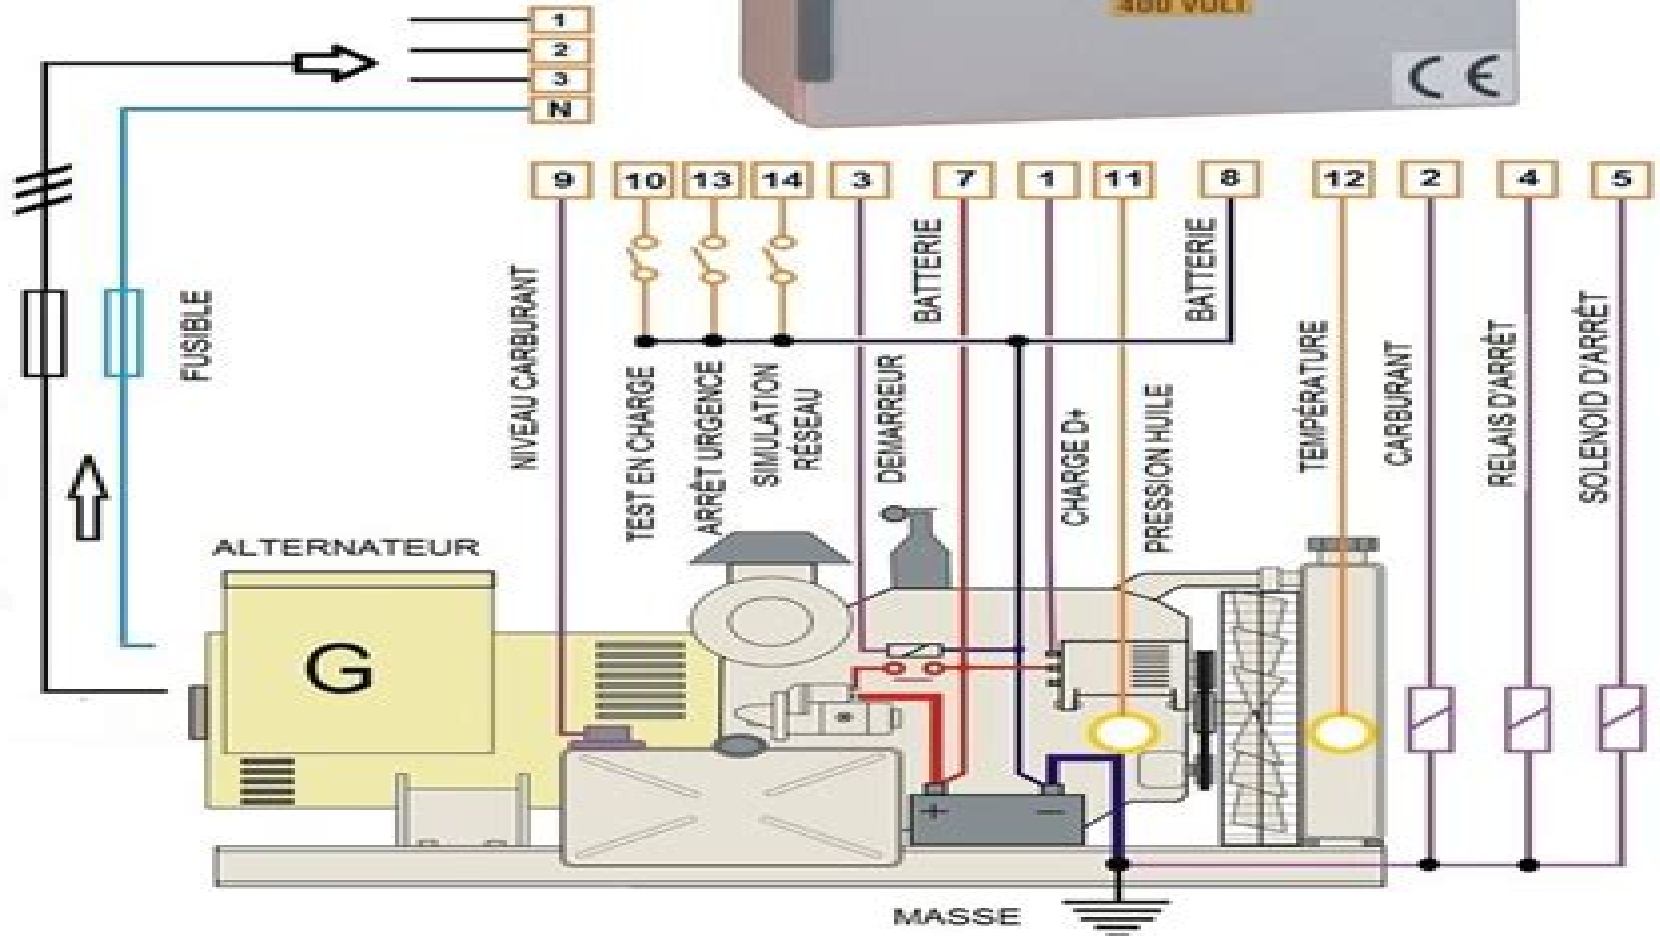 400 VOLT
CE
1
2
3
N
9
10
13
14
3
7
1
11
8
12
2
4
5
FUSIBLE
NIVEAU CARBURANT
TEST EN CHARGE
ARRÊT URGENCE
SIMULATION
RÉSEAU
DEMARREUR
BATTERIE
CHARGE D+
PRESSION HUILE
BATTERIE
TEMPÉRATURE
CARBURANT
RELAIS D'ARRÊT
SOLENOID D'ARRÊT
ALTERNATEUR
G
+
−
MASSE